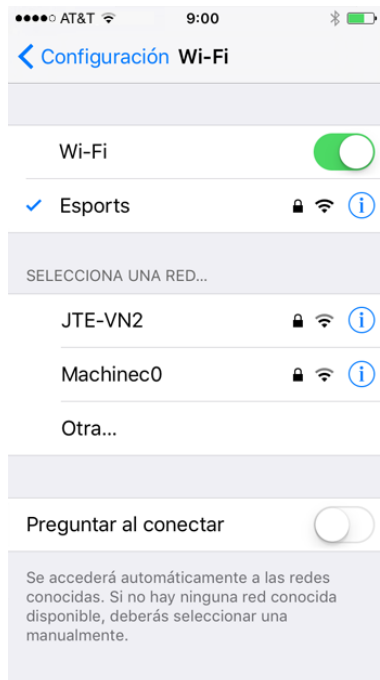 AT&T 9:00
Configuración Wi-Fi
Wi-Fi
Esports
SELECCIONA UNA RED...
JTE-VN2
Machinec0
Otra...
Preguntar al conectar
Se accederá automáticamente a las redes
conocidas. Si no hay ninguna red conocida
disponible, deberás seleccionar una
manualmente.